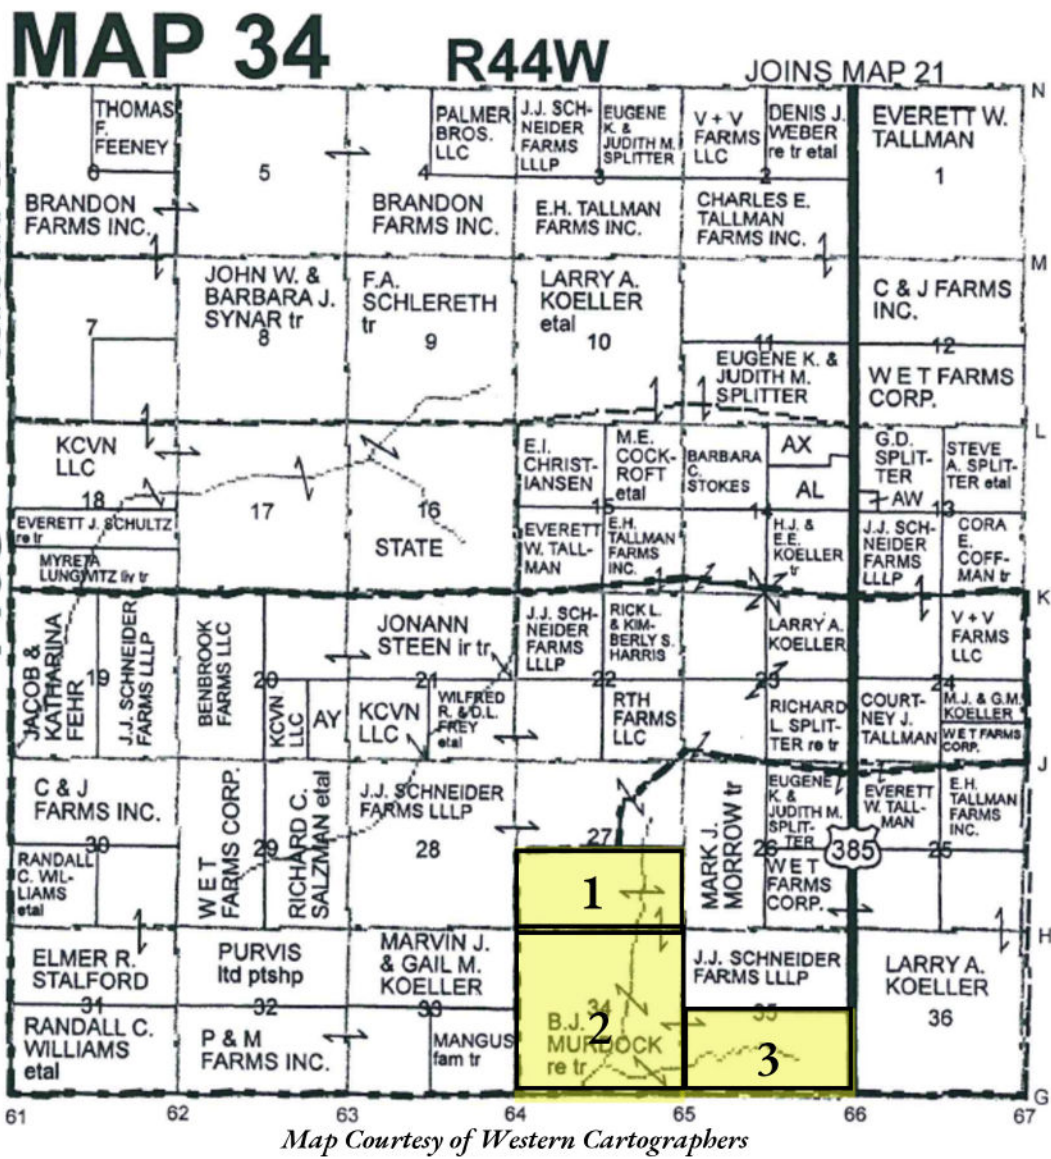 MAP 34
R44W
JOINS MAP 21
N
THOMAS
F.
FEENEY
6
BRANDON
FARMS INC.
5
PALMER
BROS.
LLC
4
BRANDON
FARMS INC.
J.J. SCH-
NEIDER
FARMS
LLLP
EUGENE
K. &
JUDITH M.
SPLITTER
3
E.H. TALLMAN
FARMS INC.
V + V
FARMS
LLC
DENIS J.
WEBER
re tr etal
2
CHARLES E.
TALLMAN
FARMS INC.
EVERETT W.
TALLMAN
1
M
7
JOHN W. &
BARBARA J.
SYNAR tr
8
F.A.
SCHLERETH
tr
9
LARRY A.
KOELLER
etal
10
11
EUGENE K. &
JUDITH M.
SPLITTER
C & J FARMS
INC.
12
W E T FARMS
CORP.
L
KCVN
LLC
18
EVERETT J. SCHULTZ
re tr
MYRETA
LUNGWITZ liv tr
17
16
STATE
E.I.
CHRIST-
IANSEN
M.E.
COCK-
ROFT
etal
15
EVERETT
W. TALL-
MAN
E.H.
TALLMAN
FARMS
INC.
BARBARA
C.
STOKES
AX
AL
14
H.J. &
E.E.
KOELLER
tr
G.D.
SPLIT-
TER
AW
STEVE
A. SPLIT-
TER etal
13
J.J. SCH-
NEIDER
FARMS
LLLP
CORA
E.
COFF-
MAN tr
K
JACOB &
KATHARINA
FEHR
19
J.J. SCHNEIDER
FARMS LLLP
BENBROOK
FARMS LLC
20
KCVN
LLC
AY
JONANN
STEEN ir tr
21
KCVN
LLC
WILFRED
R. & D.L.
FREY
etal
J.J. SCH-
NEIDER
FARMS
LLLP
RICK L.
& KIM-
BERLY S.
HARRIS
22
RTH
FARMS
LLC
LARRY A.
KOELLER
23
RICHARD
L. SPLIT-
TER re tr
V + V
FARMS
LLC
24
COURT-
NEY J.
TALLMAN
M.J. & G.M.
KOELLER
W E T FARMS
CORP.
J
C & J
FARMS INC.
30
RANDALL
C. WIL-
LIAMS
etal
W E T
FARMS CORP.
29
RICHARD C.
SALZMAN etal
J.J. SCHNEIDER
FARMS LLLP
28
27
1
MARK J.
MORROW tr
EUGENE
K. &
JUDITH M.
SPLIT-
TER
26
W E T
FARMS
CORP.
385
EVERETT
W. TALL-
MAN
E.H.
TALLMAN
FARMS
INC.
25
H
ELMER R.
STALFORD
31
RANDALL C.
WILLIAMS
etal
PURVIS
ltd ptshp
32
P & M
FARMS INC.
MARVIN J.
& GAIL M.
KOELLER
33
MANGUS
fam tr
34
B.J.
MURDOCK
re tr
2
J.J. SCHNEIDER
FARMS LLLP
35
3
LARRY A.
KOELLER
36
G
61 62 63 64 65 66 67
Map Courtesy of Western Cartographers